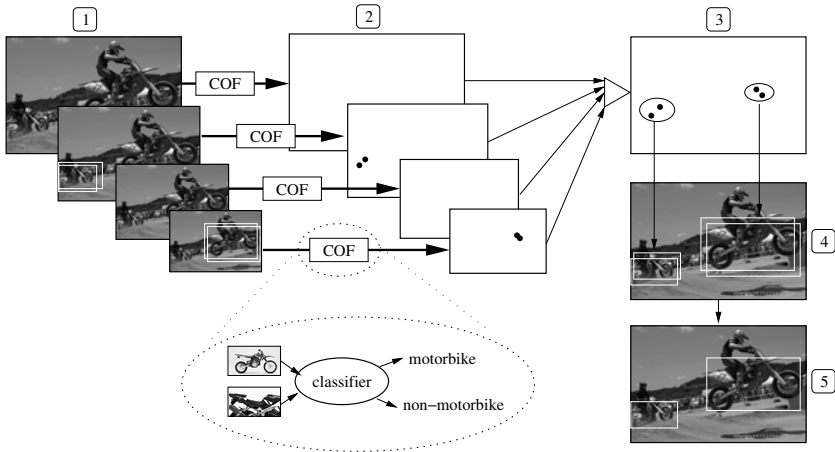 1
2
3
COF
COF
COF
COF
4
motorbike
classifier
non−motorbike
5